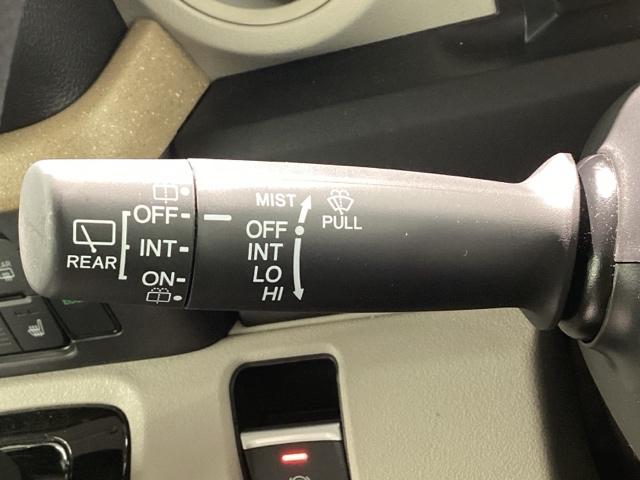 REAR
OFF
INT
ON
MIST
OFF
INT
LO
HI
PULL